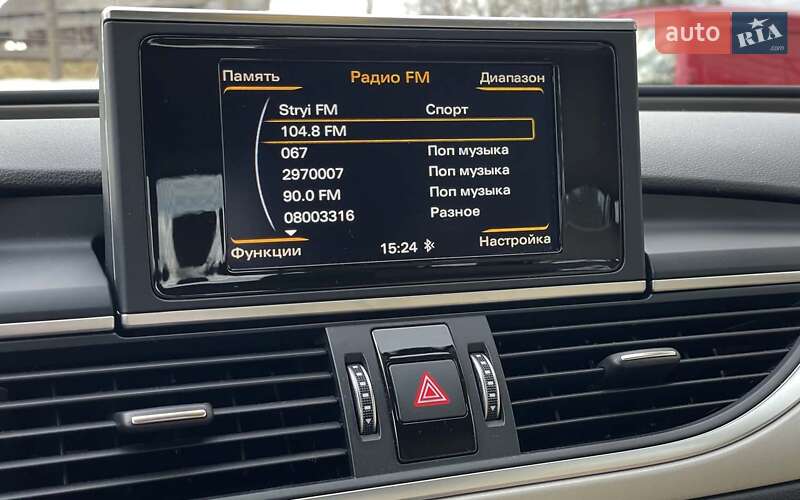 auto RIA .com
Память Радио FM Диапазон
Stryi FM Спорт
104.8 FM
067 Поп музыка
2970007 Поп музыка
90.0 FM Поп музыка
08003316 Разное
Функции 15:24 Настройка